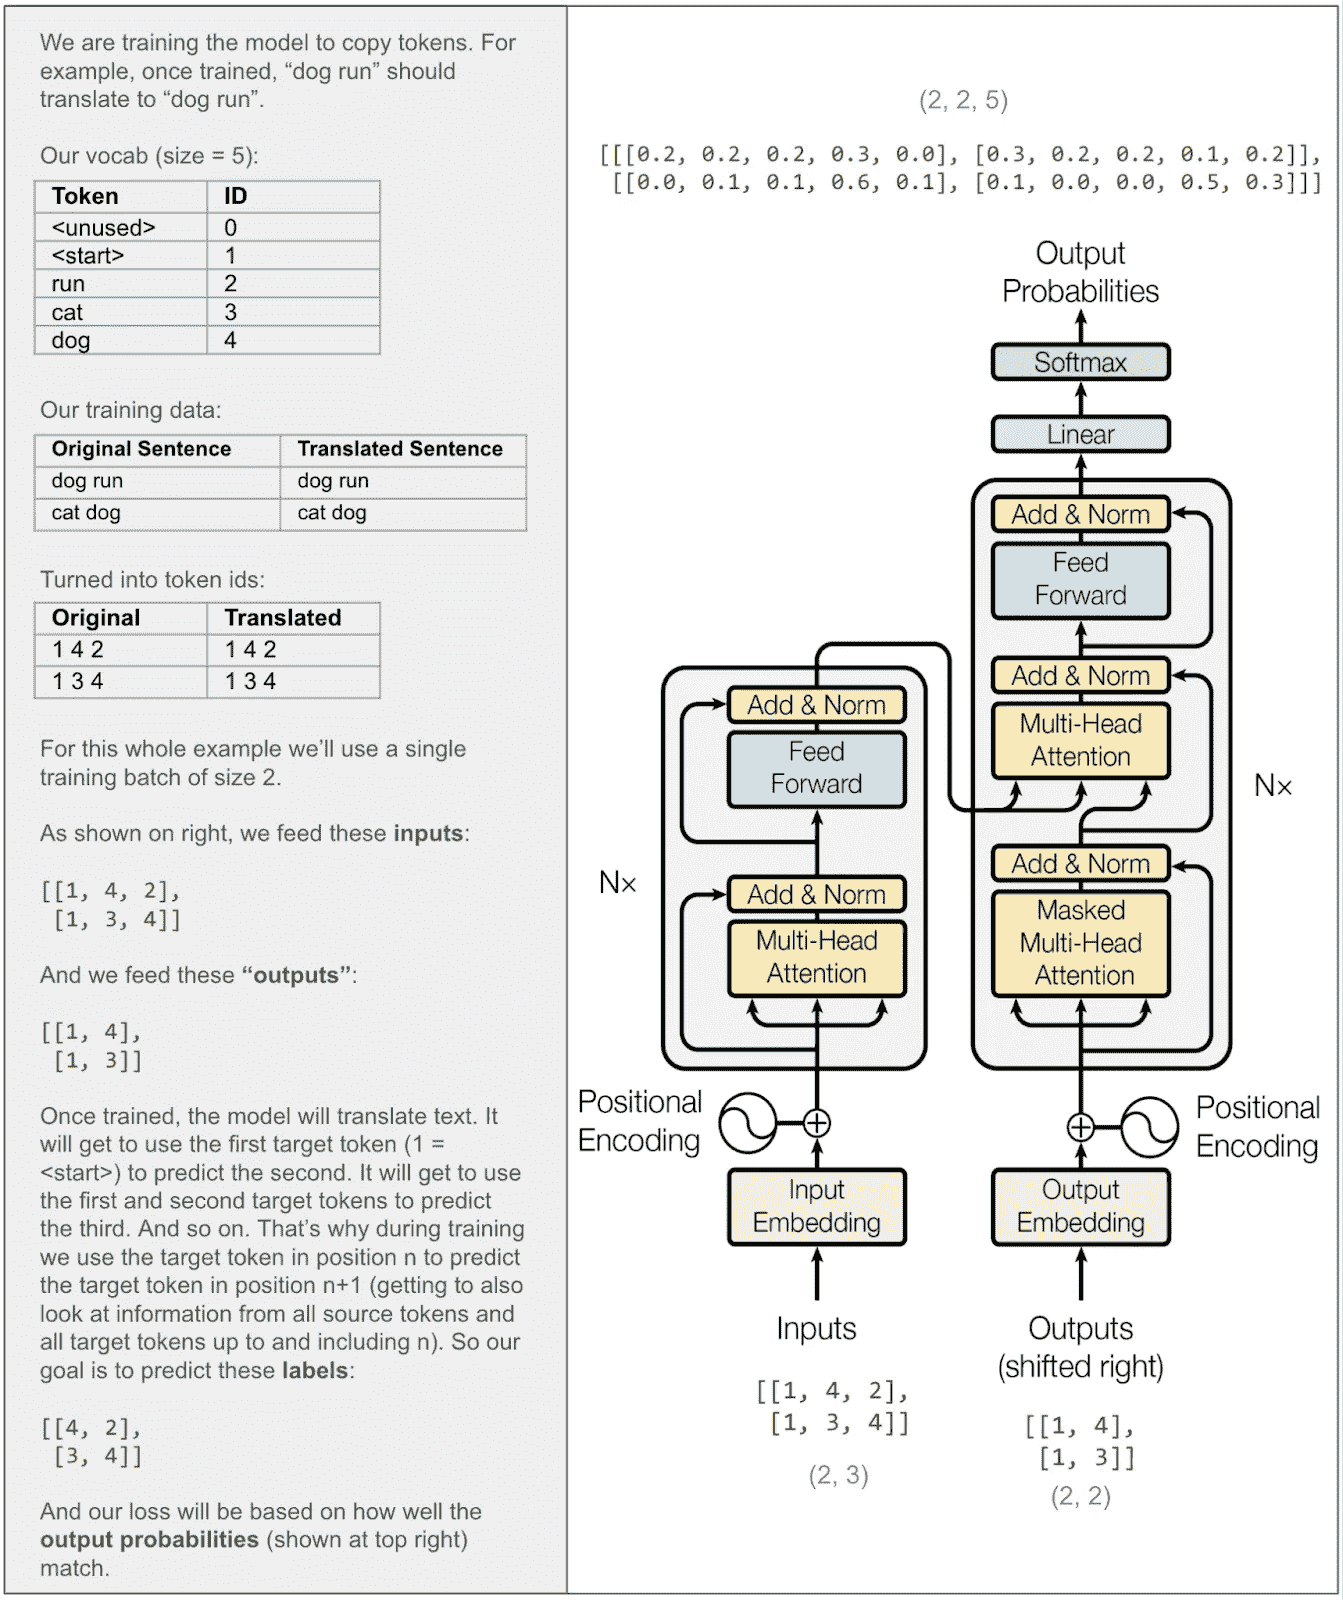 We are training the model to copy tokens. For
example, once trained, “dog run” should
translate to “dog run”.
Our vocab (size = 5):
Token ID
<unused> 0
<start> 1
run 2
cat 3
dog 4
Our training data:
Original Sentence Translated Sentence
dog run dog run
cat dog cat dog
Turned into token ids:
Original Translated
1 4 2 1 4 2
1 3 4 1 3 4
For this whole example we’ll use a single
training batch of size 2.
As shown on right, we feed these inputs:
[[1, 4, 2],
[1, 3, 4]]
And we feed these “outputs”:
[[1, 4],
[1, 3]]
Once trained, the model will translate text. It
will get to use the first target token (1 =
<start>) to predict the second. It will get to use
the first and second target tokens to predict
the third. And so on. That’s why during training
we use the target token in position n to predict
the target token in position n+1 (getting to also
look at information from all source tokens and
all target tokens up to and including n). So our
goal is to predict these labels:
[[4, 2],
[3, 4]]
And our loss will be based on how well the
output probabilities (shown at top right)
match.
(2, 2, 5)
[[[0.2, 0.2, 0.2, 0.3, 0.0], [0.3, 0.2, 0.2, 0.1, 0.2]],
[[0.0, 0.1, 0.1, 0.6, 0.1], [0.1, 0.0, 0.0, 0.5, 0.3]]]
Output
Probabilities
Softmax
Linear
Add & Norm
Feed
Forward
Add & Norm
Multi-Head
Attention
Add & Norm
Masked
Multi-Head
Attention
N×
Positional
Encoding
Output
Embedding
Outputs
(shifted right)
[[1, 4],
[1, 3]]
(2, 2)
Add & Norm
Feed
Forward
Add & Norm
Multi-Head
Attention
N×
Positional
Encoding
Input
Embedding
Inputs
[[1, 4, 2],
[1, 3, 4]]
(2, 3)